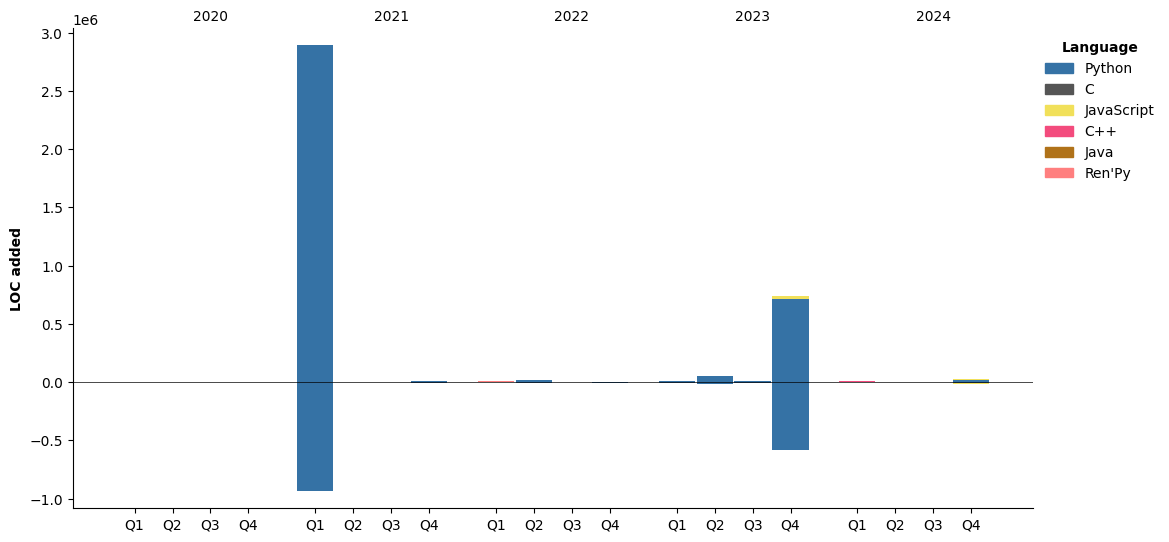 1e6
2020 2021 2022 2023 2024
3.0
2.5
2.0
1.5
1.0
0.5
0.0
−0.5
−1.0
LOC added
Q1 Q2 Q3 Q4 Q1 Q2 Q3 Q4 Q1 Q2 Q3 Q4 Q1 Q2 Q3 Q4 Q1 Q2 Q3 Q4
Language
Python
C
JavaScript
C++
Java
Ren'Py